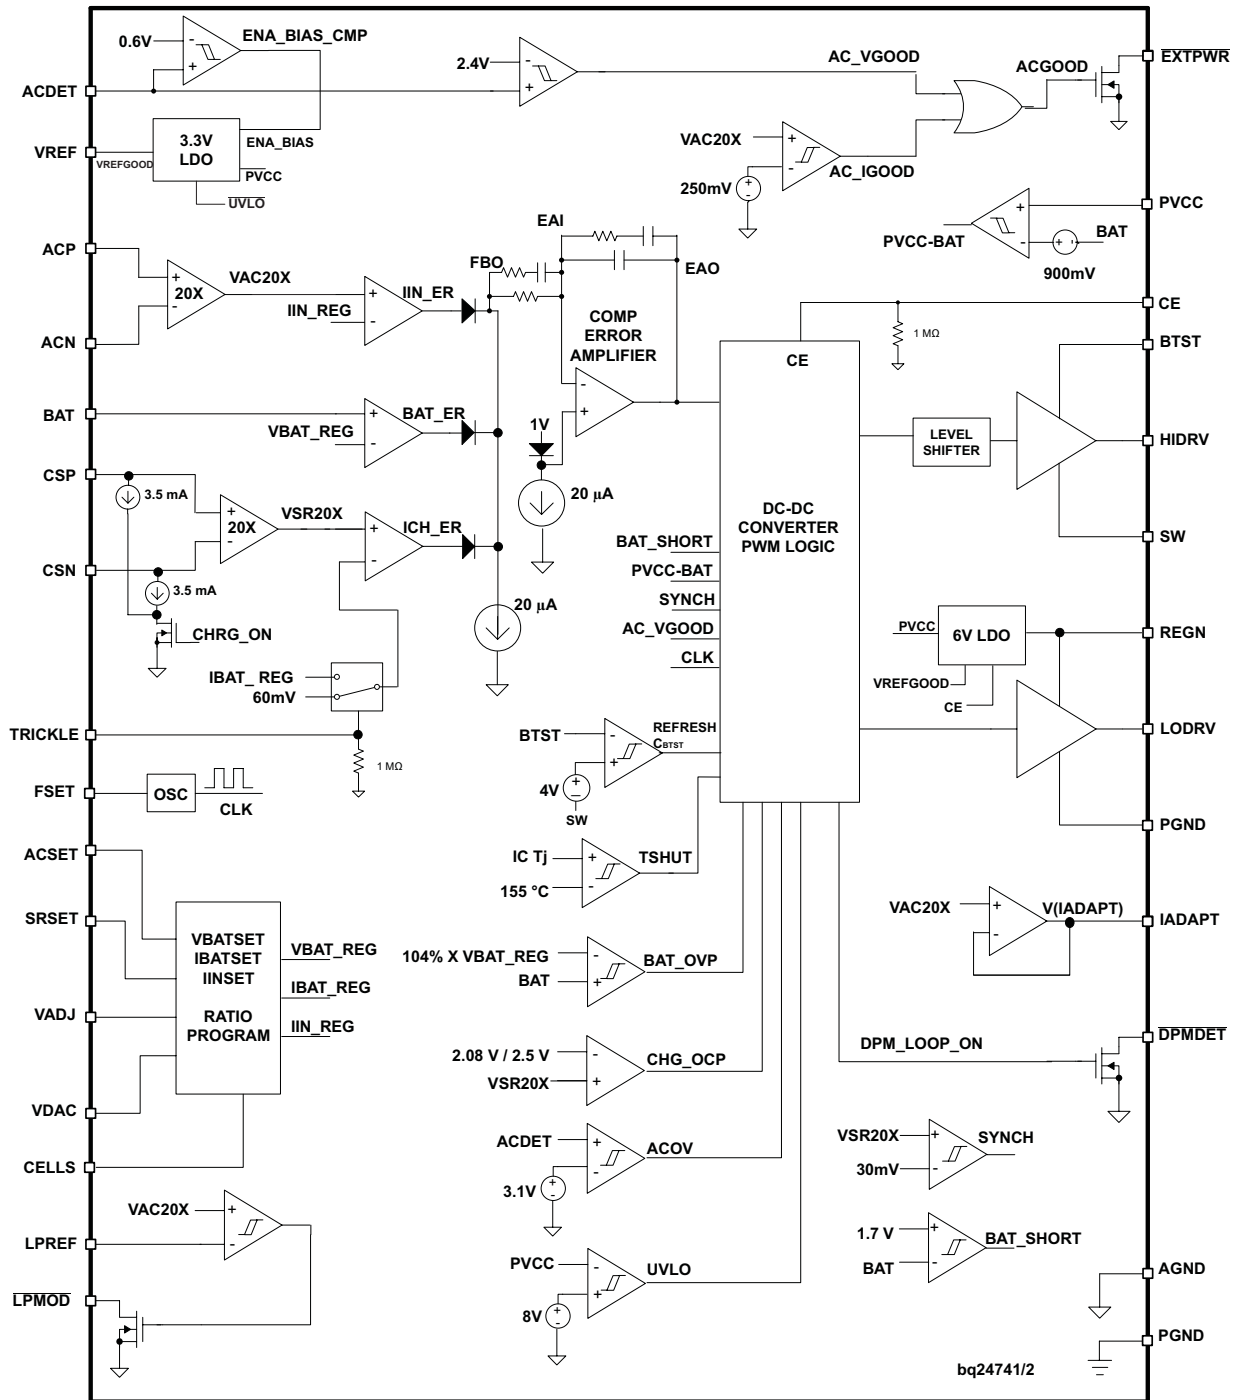 0.6V
ENA_BIAS_CMP
ACDET
2.4V
AC_VGOOD
ACGOOD
EXTPWR
VREF
VREFGOOD
3.3V
LDO
ENA_BIAS
PVCC
UVLO
VAC20X
250mV
AC_IGOOD
PVCC
PVCC-BAT
BAT
900mV
ACP
20X
VAC20X
ACN
IIN_REG
IIN_ER
FBO
EAI
EAO
COMP
ERROR
AMPLIFIER
1V
20 µA
CE
1 MΩ
CE
BTST
BAT
VBAT_REG
BAT_ER
LEVEL
SHIFTER
HIDRV
CSP
3.5 mA
20X
VSR20X
ICH_ER
CSN
3.5 mA
CHRG_ON
20 µA
DC-DC
CONVERTER
PWM LOGIC
SW
BAT_SHORT
PVCC-BAT
SYNCH
AC_VGOOD
CLK
PVCC
6V LDO
REGN
VREFGOOD
CE
IBAT_ REG
60mV
TRICKLE
1 MΩ
BTST
REFRESH
CBTST
4V
SW
LODRV
FSET
OSC
CLK
PGND
ACSET
IC Tj
155 °C
TSHUT
SRSET
VBATSET
IBATSET
IINSET
RATIO
PROGRAM
VBAT_REG
IBAT_REG
IIN_REG
VAC20X
V(IADAPT)
IADAPT
104% X VBAT_REG
BAT
BAT_OVP
VADJ
2.08 V / 2.5 V
VSR20X
CHG_OCP
DPM_LOOP_ON
DPMDET
VDAC
CELLS
ACDET
3.1V
ACOV
VSR20X
30mV
SYNCH
VAC20X
LPREF
LPMOD
PVCC
8V
UVLO
1.7 V
BAT
BAT_SHORT
AGND
PGND
bq24741/2